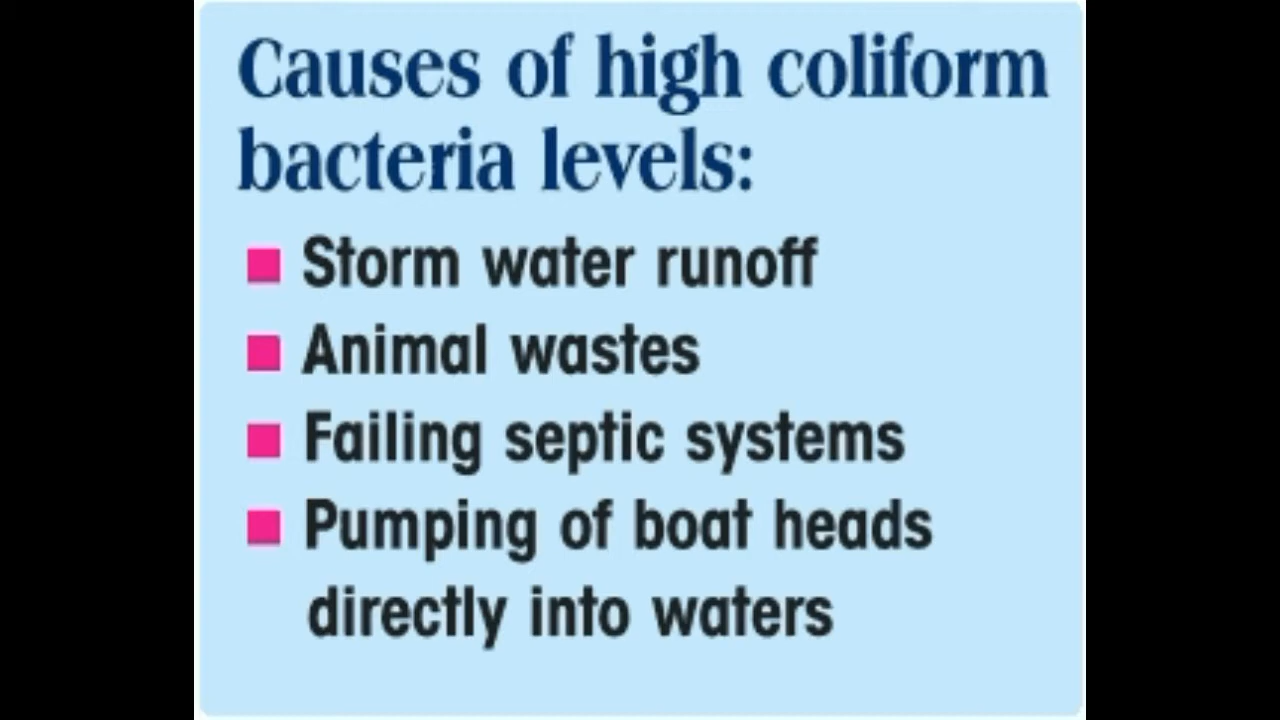 Causes of high coliform
bacteria levels:
Storm water runoff
Animal wastes
Failing septic systems
Pumping of boat heads
directly into waters